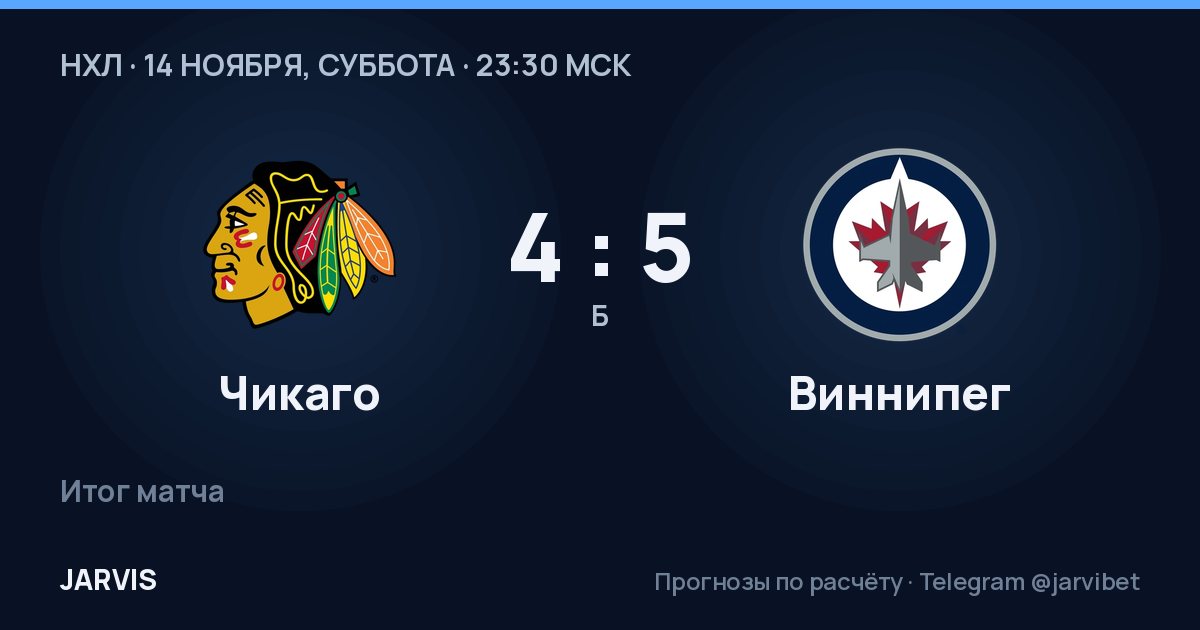 НХЛ · 14 НОЯБРЯ, СУББОТА · 23:30 МСК
4 : 5
Б
Чикаго
Виннипег
Итог матча
JARVIS
Прогнозы по расчёту · Telegram @jarvibet